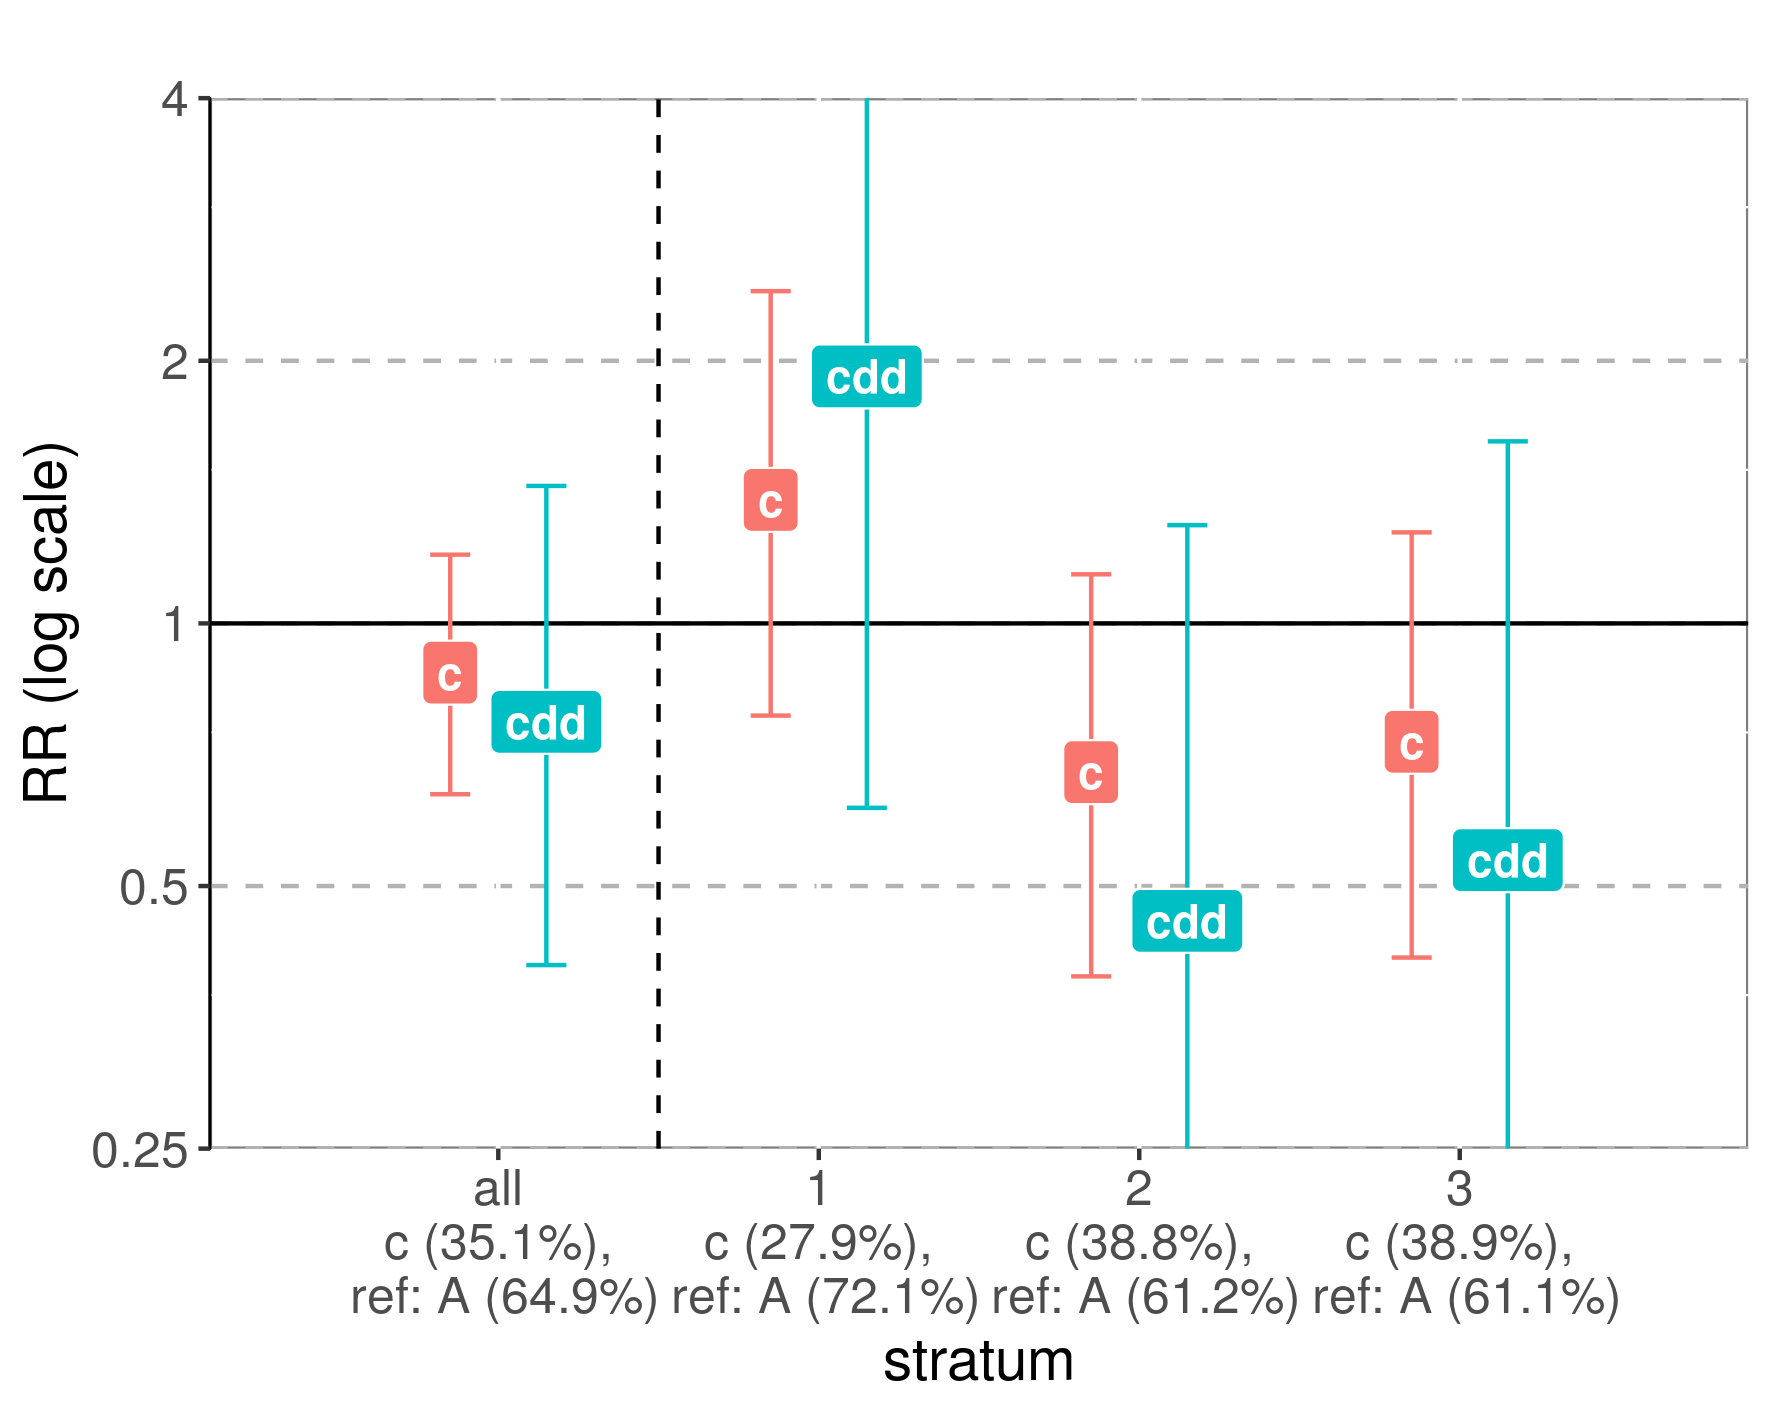 RR (log scale)
4
2
1
0.5
0.25
c
cdd
c
cdd
c
cdd
c
cdd
all
c (35.1%),
ref: A (64.9%)
1
c (27.9%),
ref: A (72.1%)
2
c (38.8%),
ref: A (61.2%)
3
c (38.9%),
ref: A (61.1%)
stratum